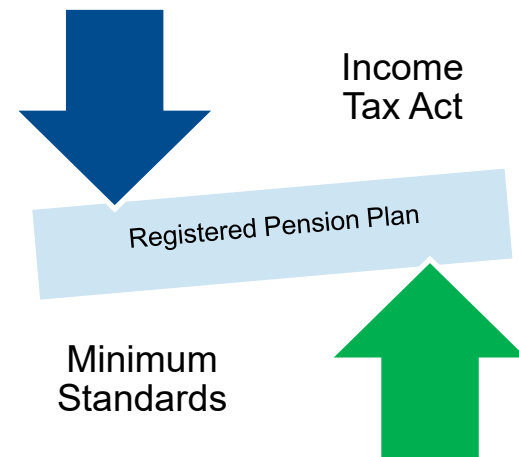 Income
Tax Act
Registered Pension Plan
Minimum
Standards